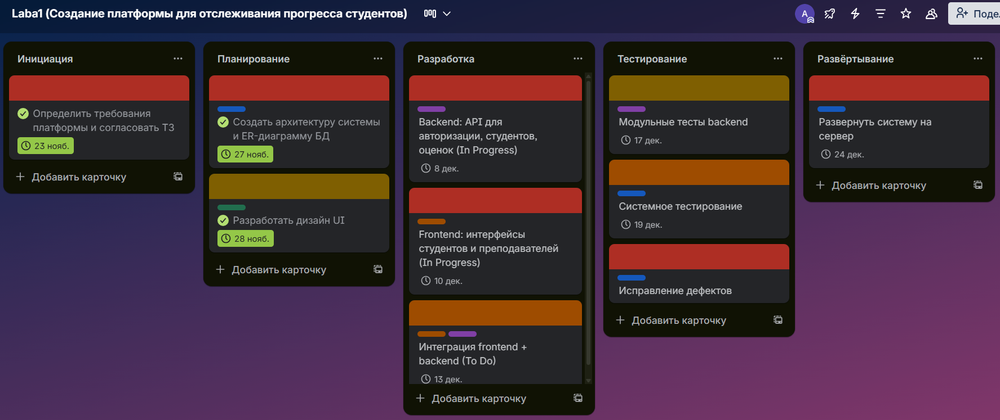 Laba1 (Создание платформы для отслеживания прогресса студентов)
A
Поде
Инициация
Определить требования
платформы и согласовать ТЗ
23 нояб.
Добавить карточку
Планирование
Создать архитектуру системы
и ER-диаграмму БД
27 нояб.
Разработать дизайн UI
28 нояб.
Добавить карточку
Разработка
Backend: API для
авторизации, студентов,
оценок (In Progress)
8 дек.
Frontend: интерфейсы
студентов и преподавателей
(In Progress)
10 дек.
Интеграция frontend +
backend (To Do)
13 дек.
Добавить карточку
Тестирование
Модульные тесты backend
17 дек.
Системное тестирование
19 дек.
Исправление дефектов
Добавить карточку
Развёртывание
Развернуть систему на
сервер
24 дек.
Добавить карточку